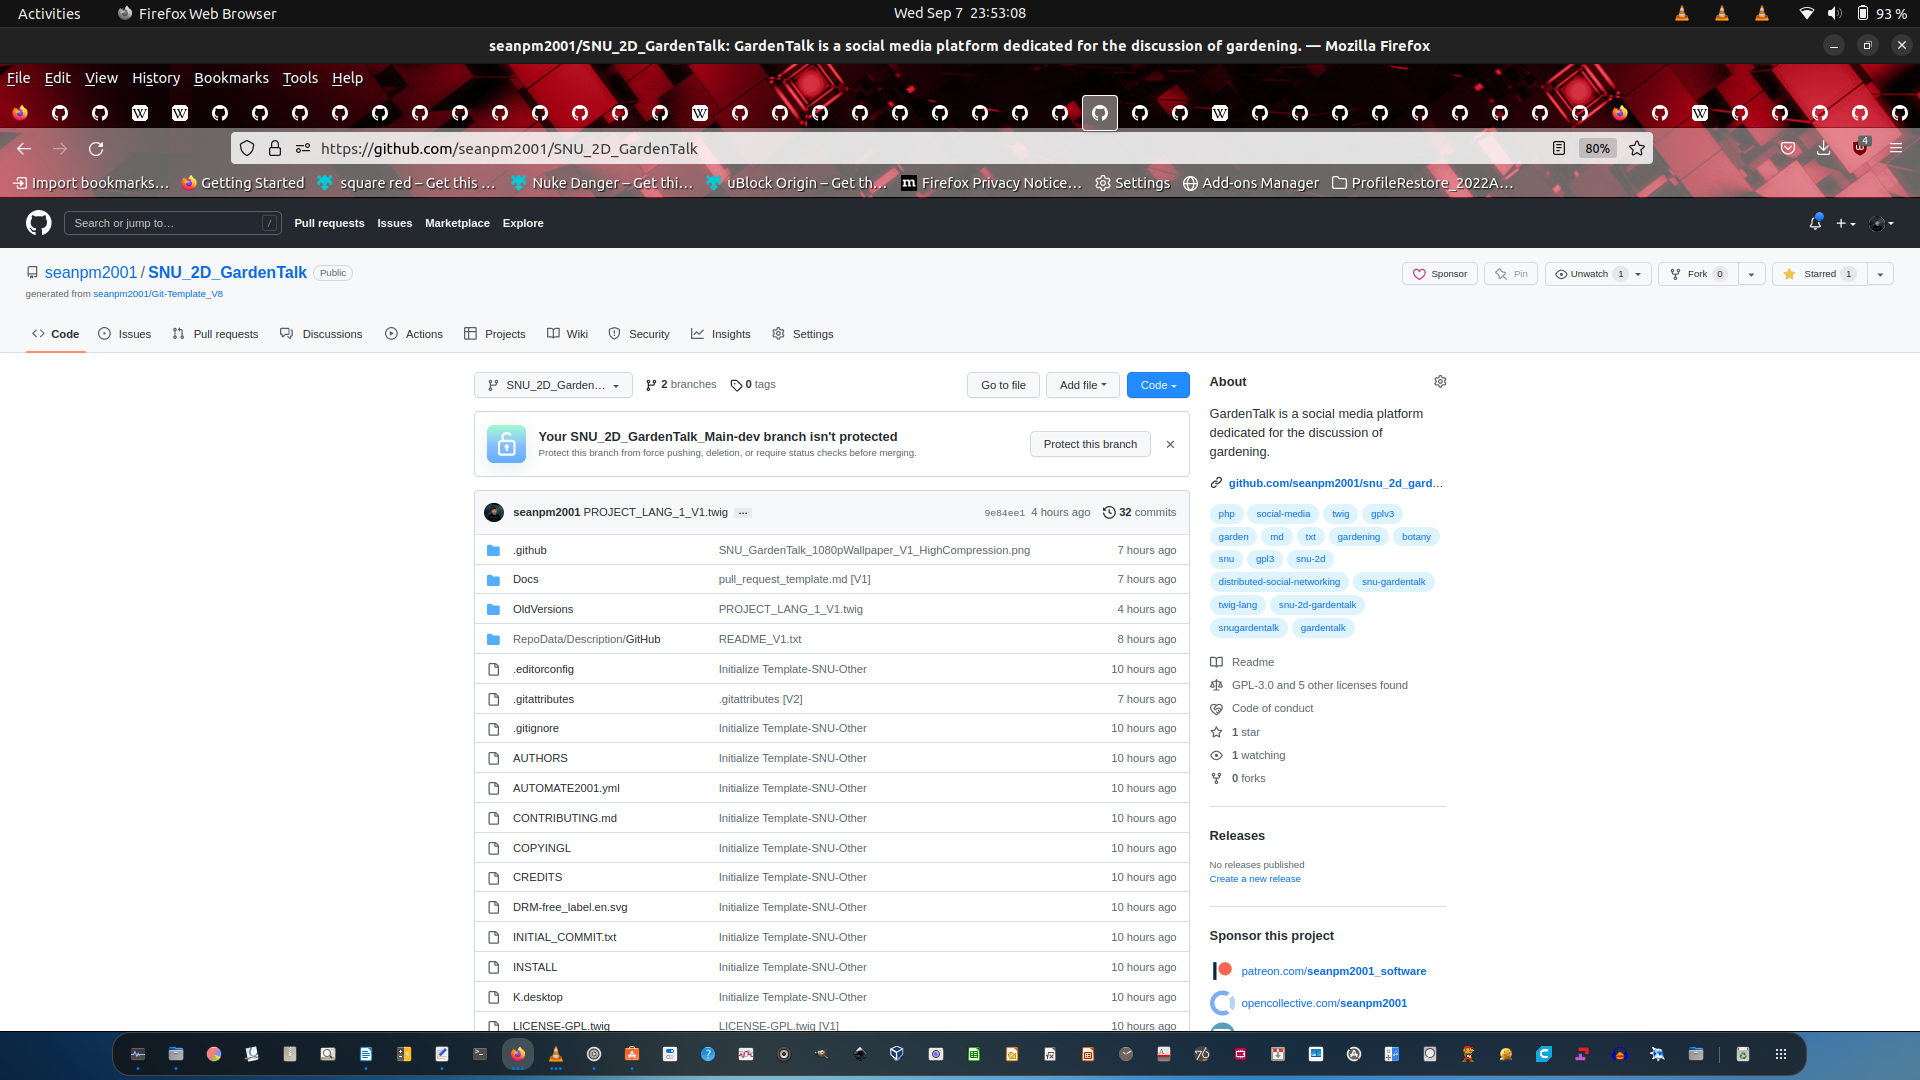 Activities
Firefox Web Browser
Wed Sep 7 23:53:08
93 %
seanpm2001/SNU_2D_GardenTalk: GardenTalk is a social media platform dedicated for the discussion of gardening. — Mozilla Firefox
File Edit View History Bookmarks Tools Help
https://github.com/seanpm2001/SNU_2D_GardenTalk
80%
4
Import bookmarks…
Getting Started
square red – Get this …
Nuke Danger – Get thi…
uBlock Origin – Get th…
Firefox Privacy Notice…
Settings
Add-ons Manager
ProfileRestore_2022A…
Search or jump to…
/
Pull requests Issues Marketplace Explore
seanpm2001 / SNU_2D_GardenTalk Public
Sponsor
Pin
Unwatch 1
Fork 0
Starred 1
generated from seanpm2001/Git-Template_V8
Code Issues Pull requests Discussions Actions Projects Wiki Security Insights Settings
SNU_2D_Garden…
2 branches 0 tags
Go to file
Add file
Code
Your SNU_2D_GardenTalk_Main-dev branch isn't protected
Protect this branch from force pushing, deletion, or require status checks before merging.
Protect this branch
seanpm2001 PROJECT_LANG_1_V1.twig … 9e84ee1 4 hours ago 32 commits
.github SNU_GardenTalk_1080pWallpaper_V1_HighCompression.png 7 hours ago
Docs pull_request_template.md [V1] 7 hours ago
OldVersions PROJECT_LANG_1_V1.twig 4 hours ago
RepoData/Description/GitHub README_V1.txt 8 hours ago
.editorconfig Initialize Template-SNU-Other 10 hours ago
.gitattributes .gitattributes [V2] 7 hours ago
.gitignore Initialize Template-SNU-Other 10 hours ago
AUTHORS Initialize Template-SNU-Other 10 hours ago
AUTOMATE2001.yml Initialize Template-SNU-Other 10 hours ago
CONTRIBUTING.md Initialize Template-SNU-Other 10 hours ago
COPYINGL Initialize Template-SNU-Other 10 hours ago
CREDITS Initialize Template-SNU-Other 10 hours ago
DRM-free_label.en.svg Initialize Template-SNU-Other 10 hours ago
INITIAL_COMMIT.txt Initialize Template-SNU-Other 10 hours ago
INSTALL Initialize Template-SNU-Other 10 hours ago
K.desktop Initialize Template-SNU-Other 10 hours ago
LICENSE-GPL.twig LICENSE-GPL.twig [V1] 10 hours ago
About
GardenTalk is a social media platform
dedicated for the discussion of
gardening.
github.com/seanpm2001/snu_2d_gard…
php social-media twig gplv3
garden md txt gardening botany
snu gpl3 snu-2d
distributed-social-networking snu-gardentalk
twig-lang snu-2d-gardentalk
snugardentalk gardentalk
Readme
GPL-3.0 and 5 other licenses found
Code of conduct
1 star
1 watching
0 forks
Releases
No releases published
Create a new release
Sponsor this project
patreon.com/seanpm2001_software
opencollective.com/seanpm2001